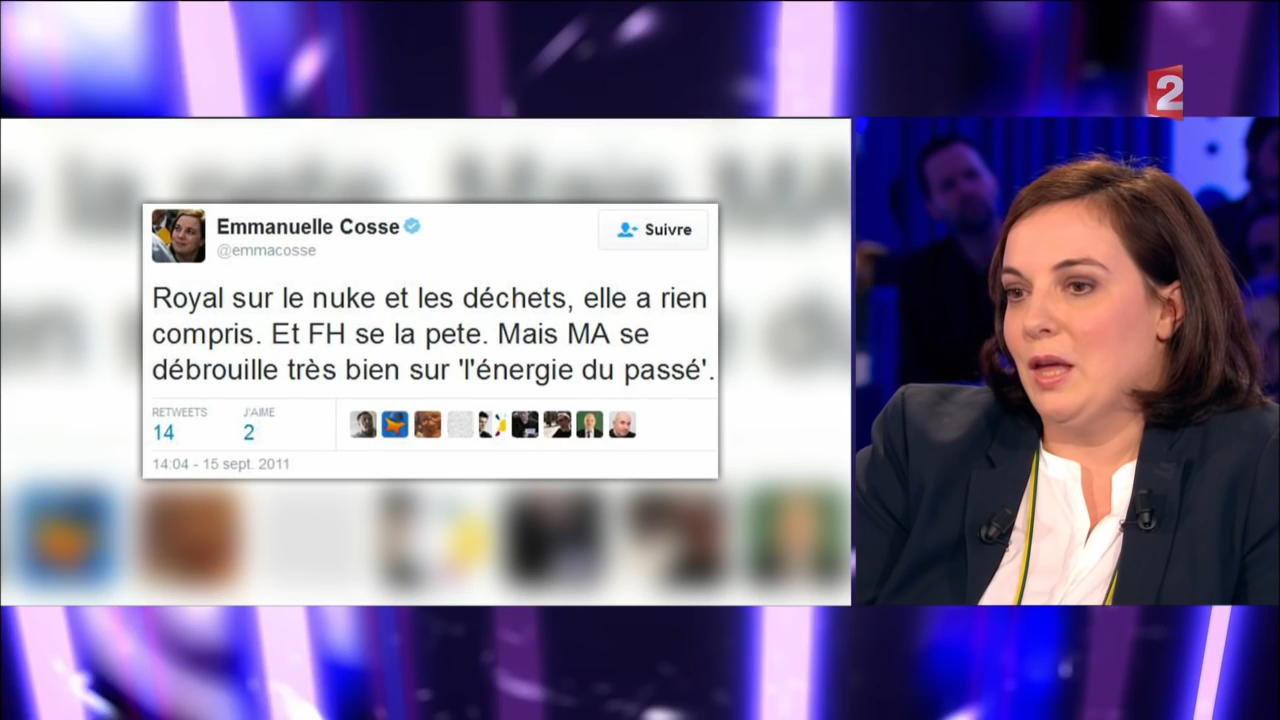 2
Emmanuelle Cosse
Suivre
@emmacosse
Royal sur le nuke et les déchets, elle a rien
compris. Et FH se la pete. Mais MA se
débrouille très bien sur 'l'énergie du passé'.
RETWEETS
J'AIME
14
2
14:04 - 15 sept. 2011